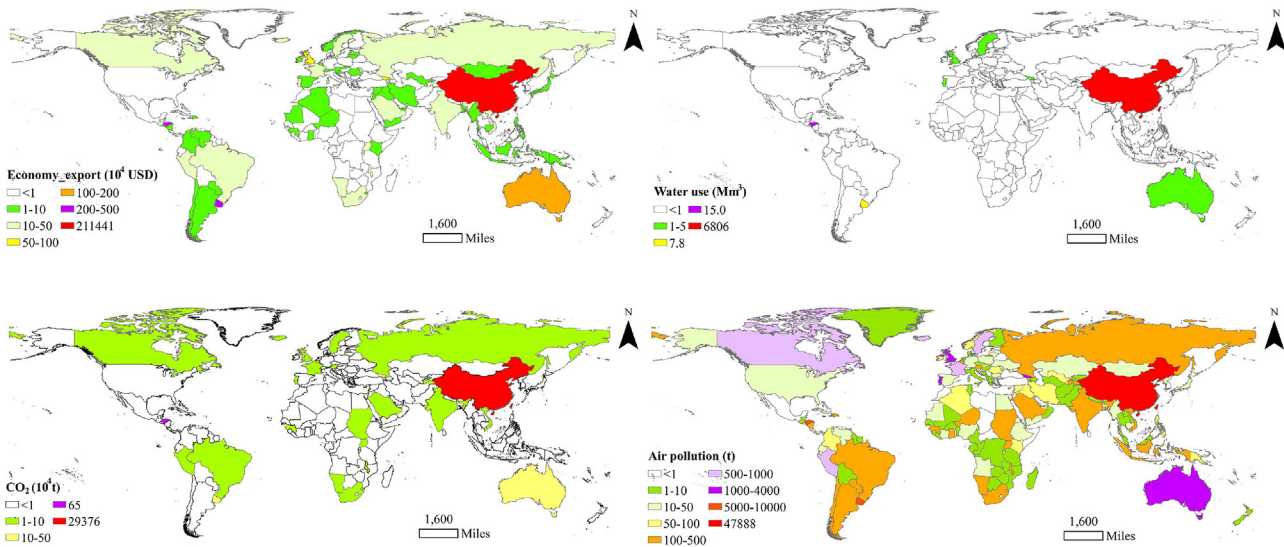 N
Economy_export (10⁴ USD)
<1
100-200
1-10
200-500
10-50
211441
50-100
1,600
Miles
N
Water use (Mm³)
<1
15.0
1-5
6806
7.8
1,600
Miles
N
CO₂ (10⁴t)
<1
65
1-10
29376
10-50
1,600
Miles
N
Air pollution (t)
<1
500-1000
1-10
1000-4000
10-50
5000-10000
50-100
47888
100-500
1,600
Miles